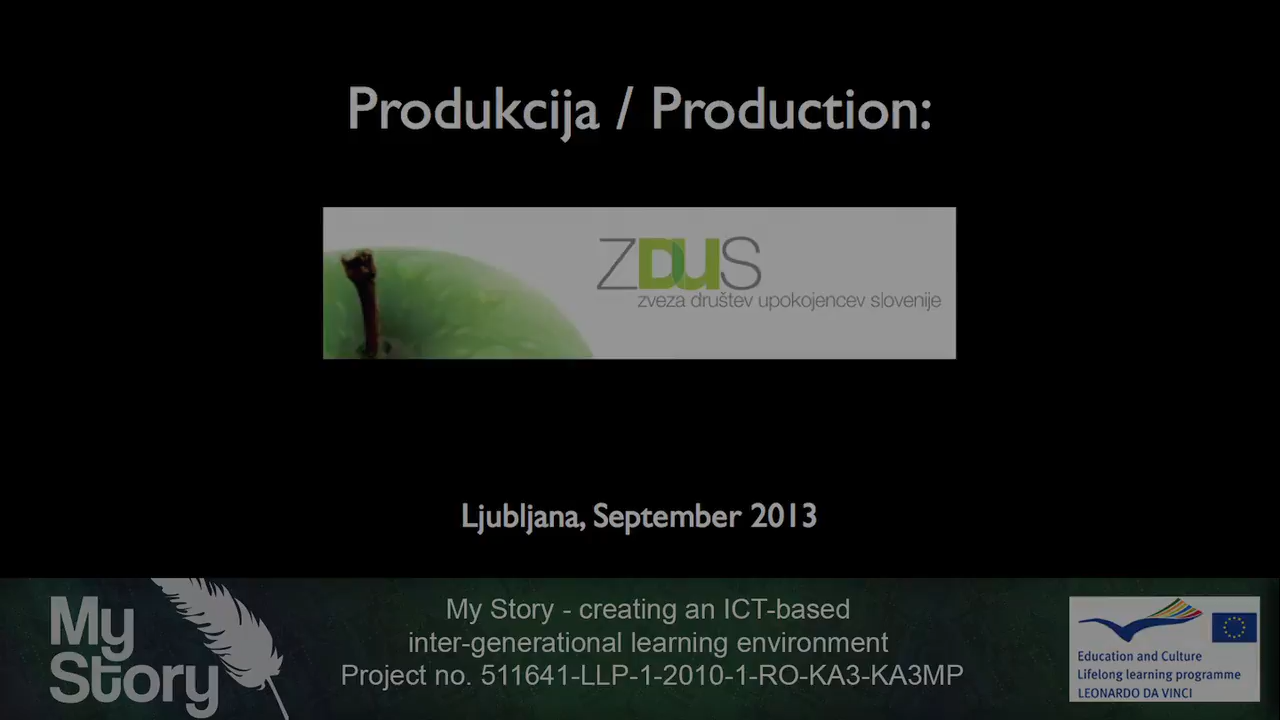 Produkcija / Production:
ZDUS
zveza društev upokojencev slovenije
Ljubljana, September 2013
My Story
My Story - creating an ICT-based
inter-generational learning environment
Project no. 511641-LLP-1-2010-1-RO-KA3-KA3MP
Education and Culture
Lifelong learning programme
LEONARDO DA VINCI